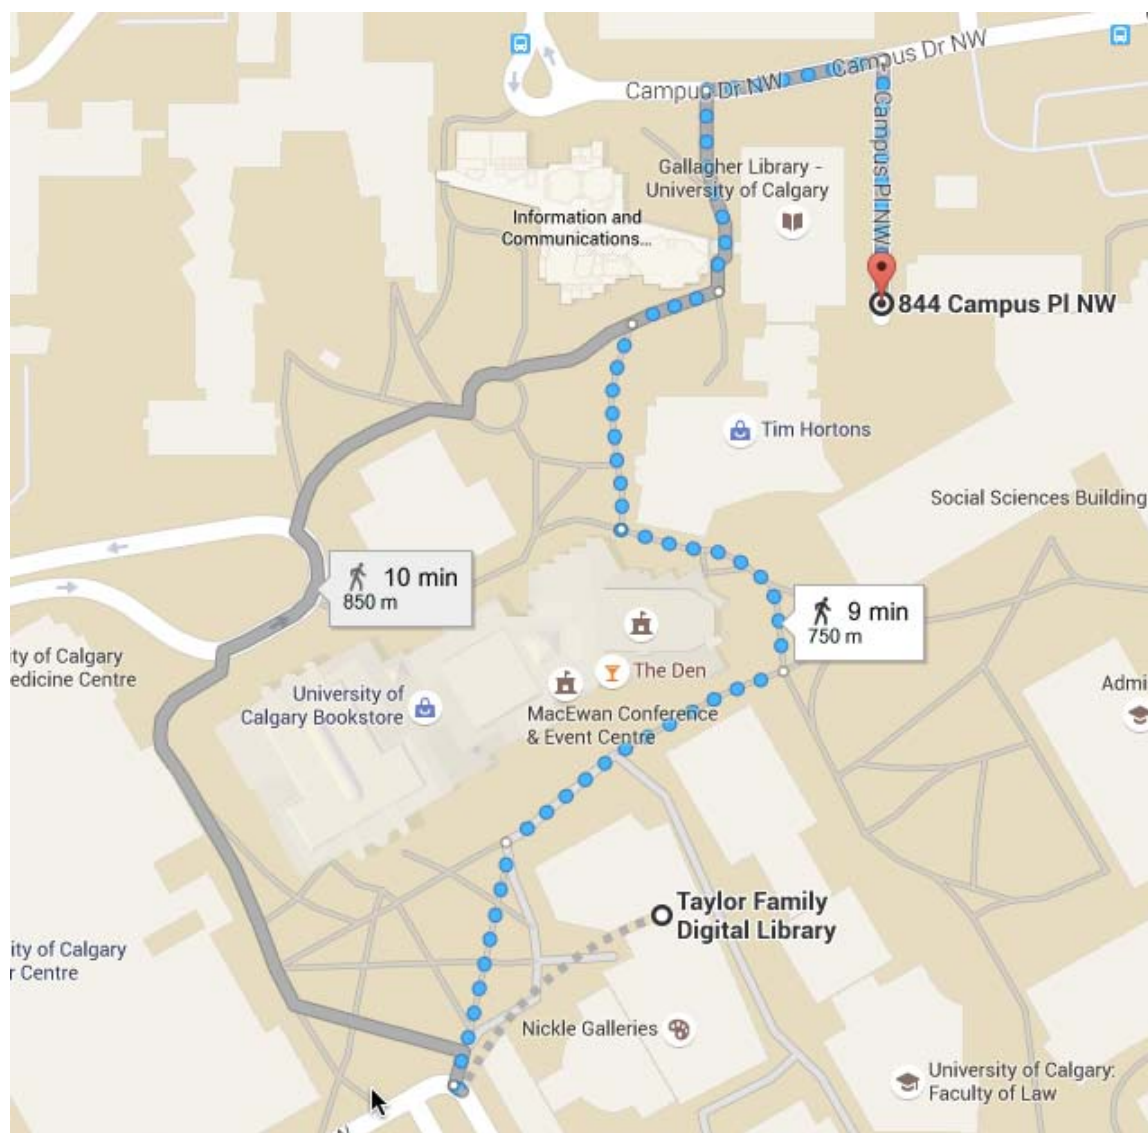 Campus Dr NW
Campus Dr NW
Campus Pl NW
Gallagher Library -
University of Calgary
Information and
Communications...
844 Campus Pl NW
Tim Hortons
Social Sciences Building
10 min
850 m
9 min
750 m
ity of Calgary
edicine Centre
The Den
University of
Calgary Bookstore
Admi
MacEwan Conference
& Event Centre
Taylor Family
Digital Library
ity of Calgary
r Centre
Nickle Galleries
University of Calgary:
Faculty of Law